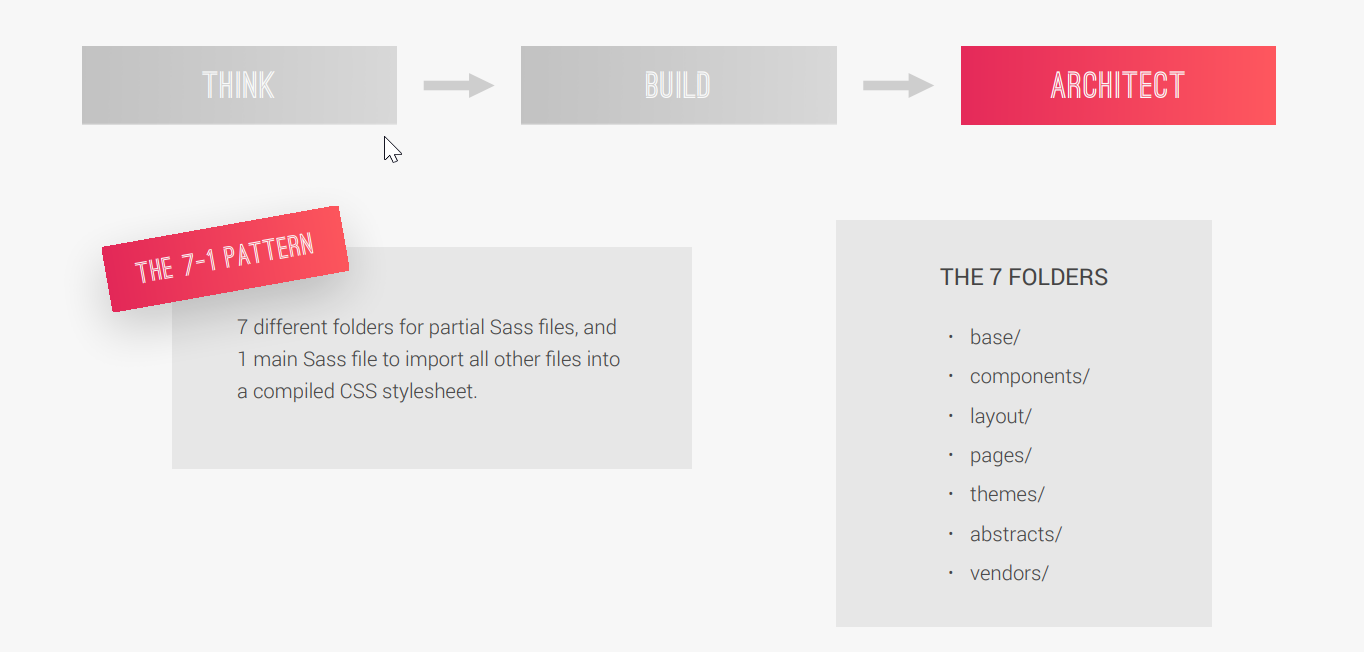 THINK
BUILD
ARCHITECT
THE 7-1 PATTERN
7 different folders for partial Sass files, and
1 main Sass file to import all other files into
a compiled CSS stylesheet.
THE 7 FOLDERS
· base/
· components/
· layout/
· pages/
· themes/
· abstracts/
· vendors/